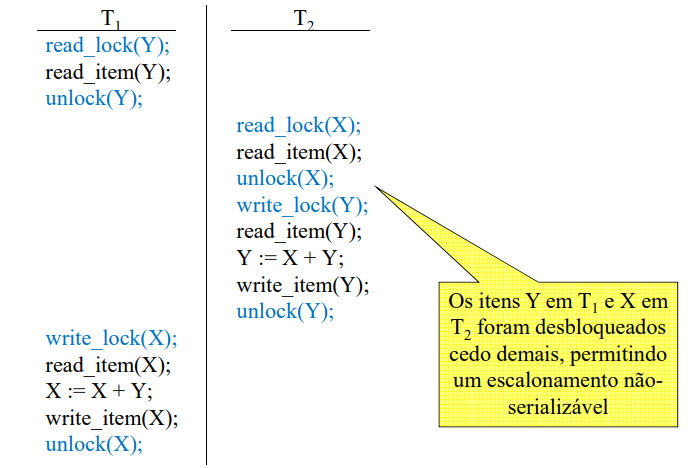 T1
T2
read_lock(Y);
read_item(Y);
unlock(Y);
read_lock(X);
read_item(X);
unlock(X);
write_lock(Y);
read_item(Y);
Y := X + Y;
write_item(Y);
unlock(Y);
write_lock(X);
read_item(X);
X := X + Y;
write_item(X);
unlock(X);
Os itens Y em T1 e X em
T2 foram desbloqueados
cedo demais, permitindo
um escalonamento não-
serializável